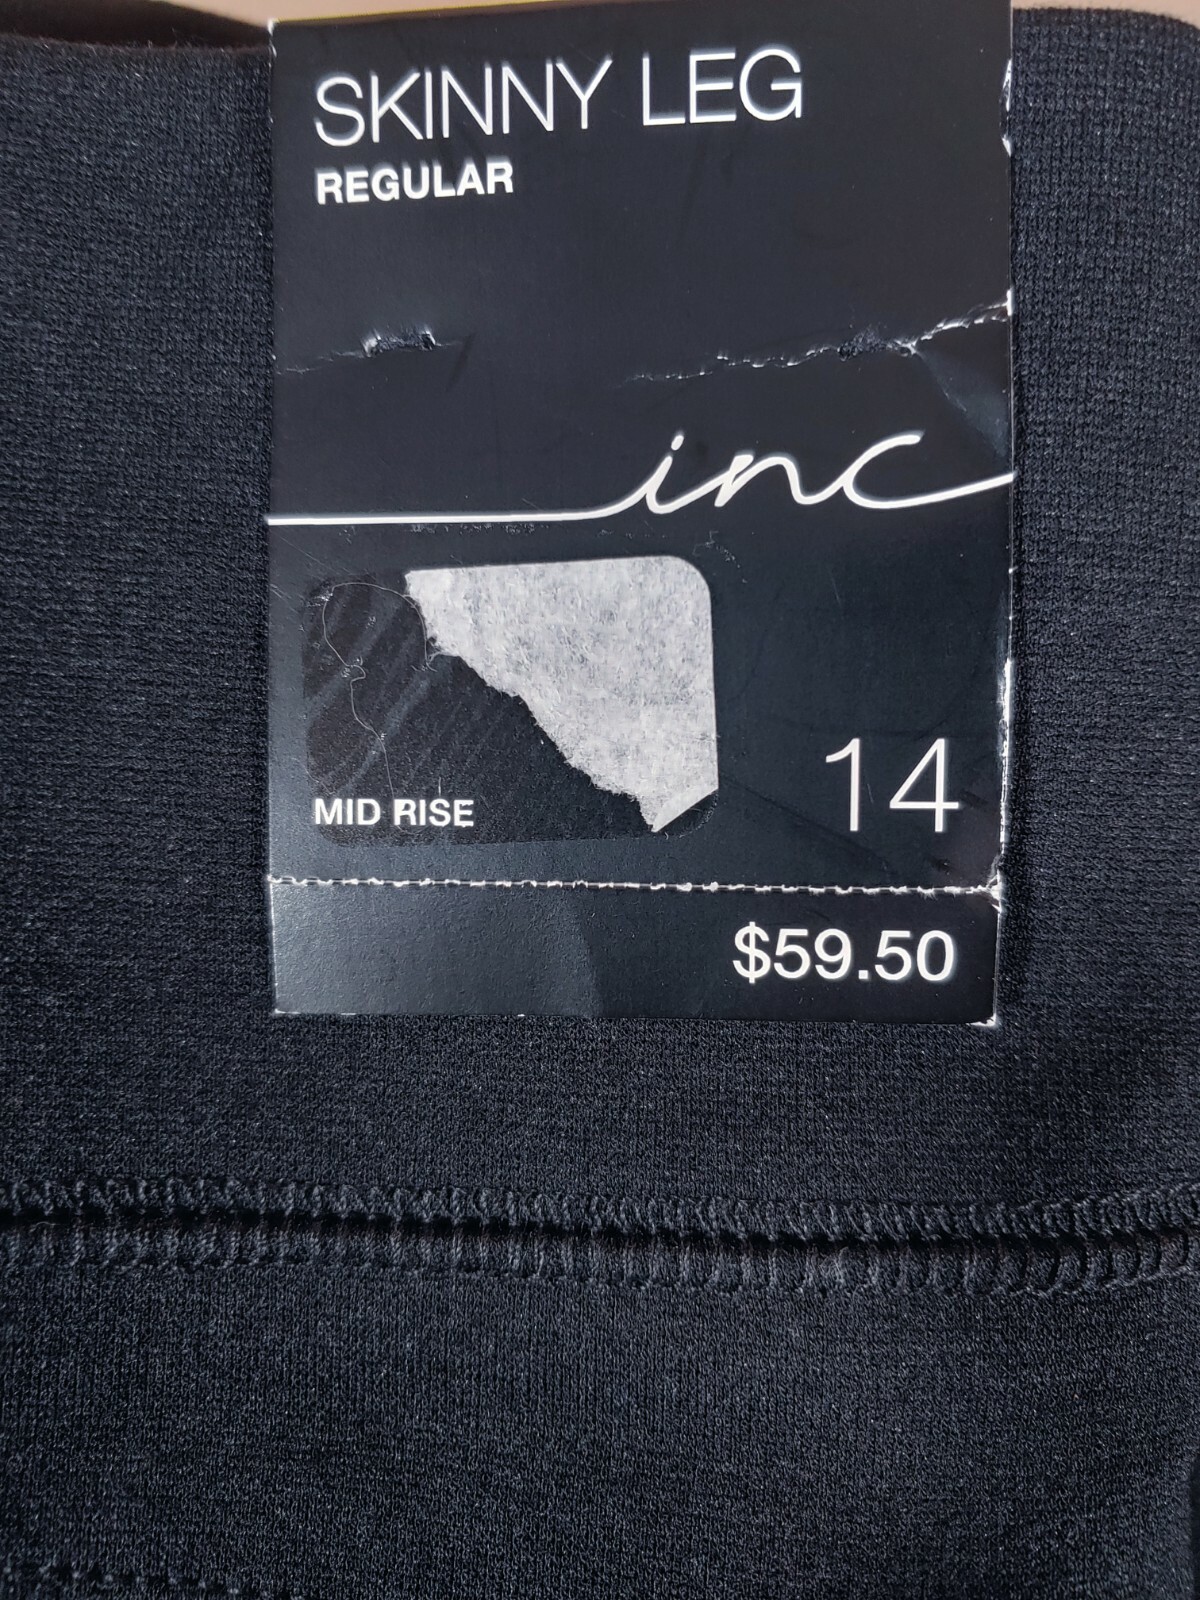 SKINNY LEG
REGULAR
inc
MID RISE
14
$59.50